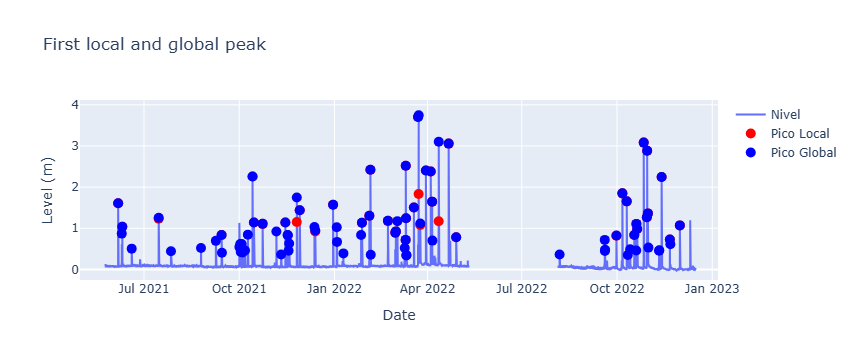 First local and global peak
Level (m)
4
3
2
1
0
Jul 2021
Oct 2021
Jan 2022
Apr 2022
Jul 2022
Oct 2022
Jan 2023
Date
Nivel
Pico Local
Pico Global